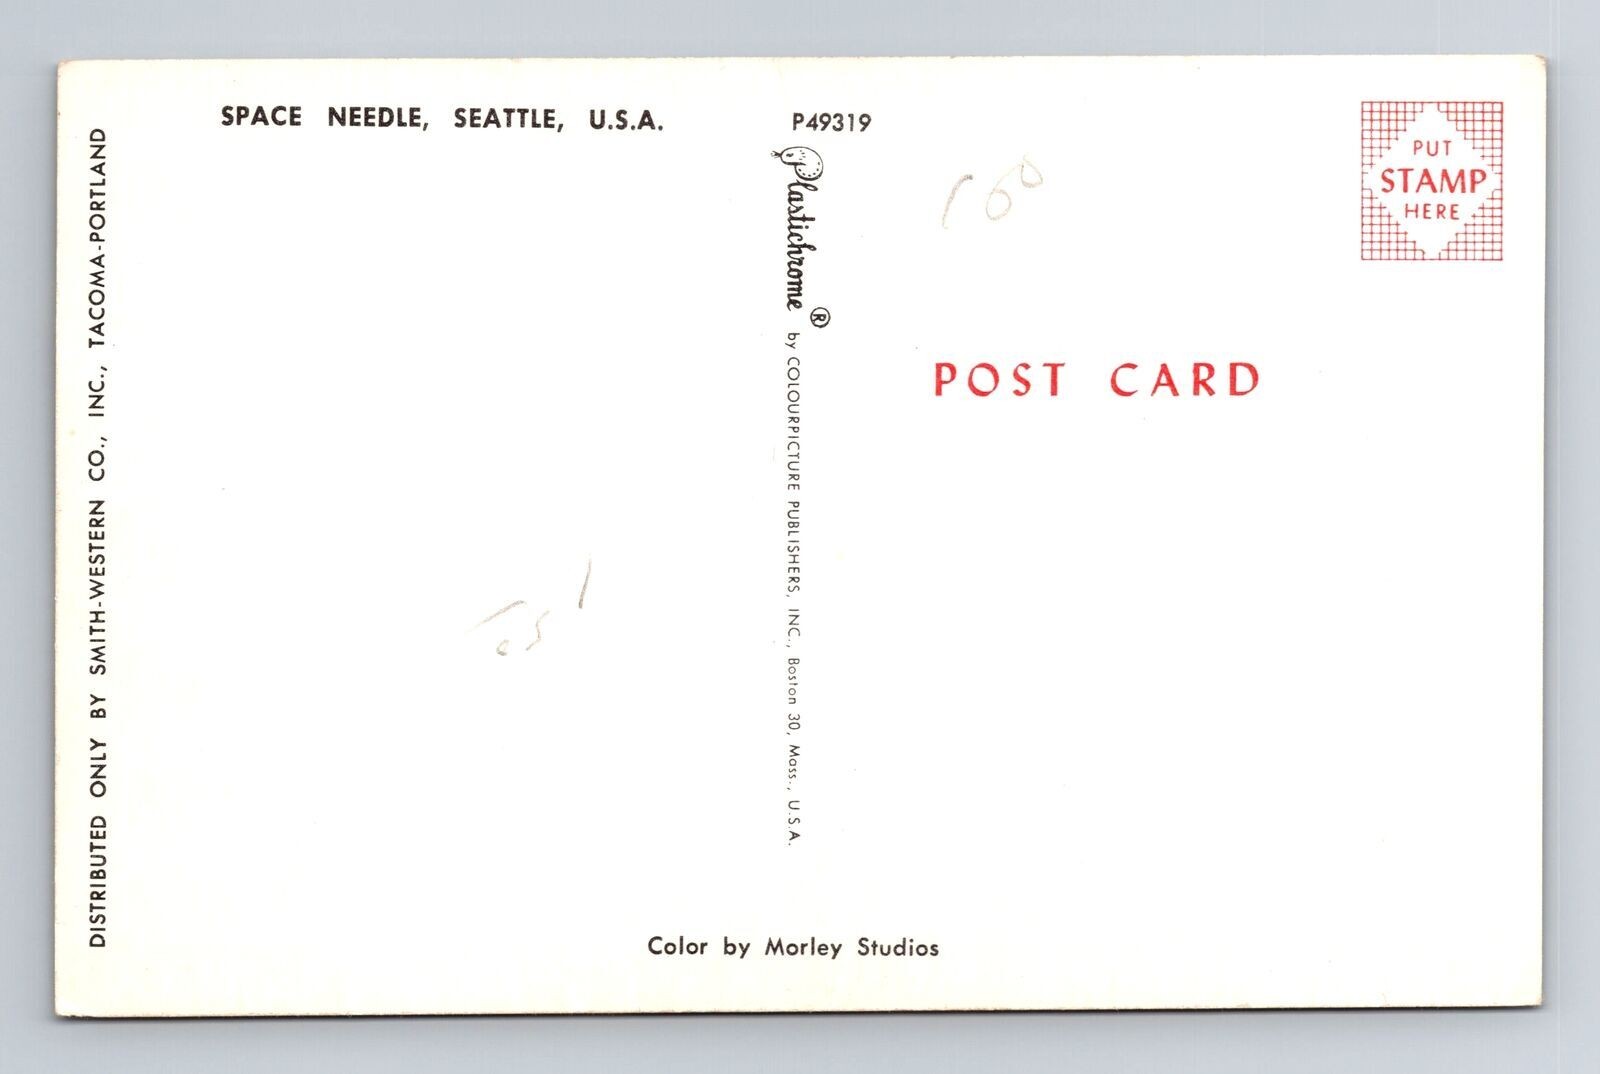 SPACE NEEDLE, SEATTLE, U.S.A.
P49319
PUT
STAMP
HERE
100
DISTRIBUTED ONLY BY SMITH-WESTERN CO., INC., TACOMA-PORTLAND
Plastichrome ® by COLOURPICTURE PUBLISHERS, INC., Boston 30, Mass., U.S.A.
POST CARD
Color by Morley Studios